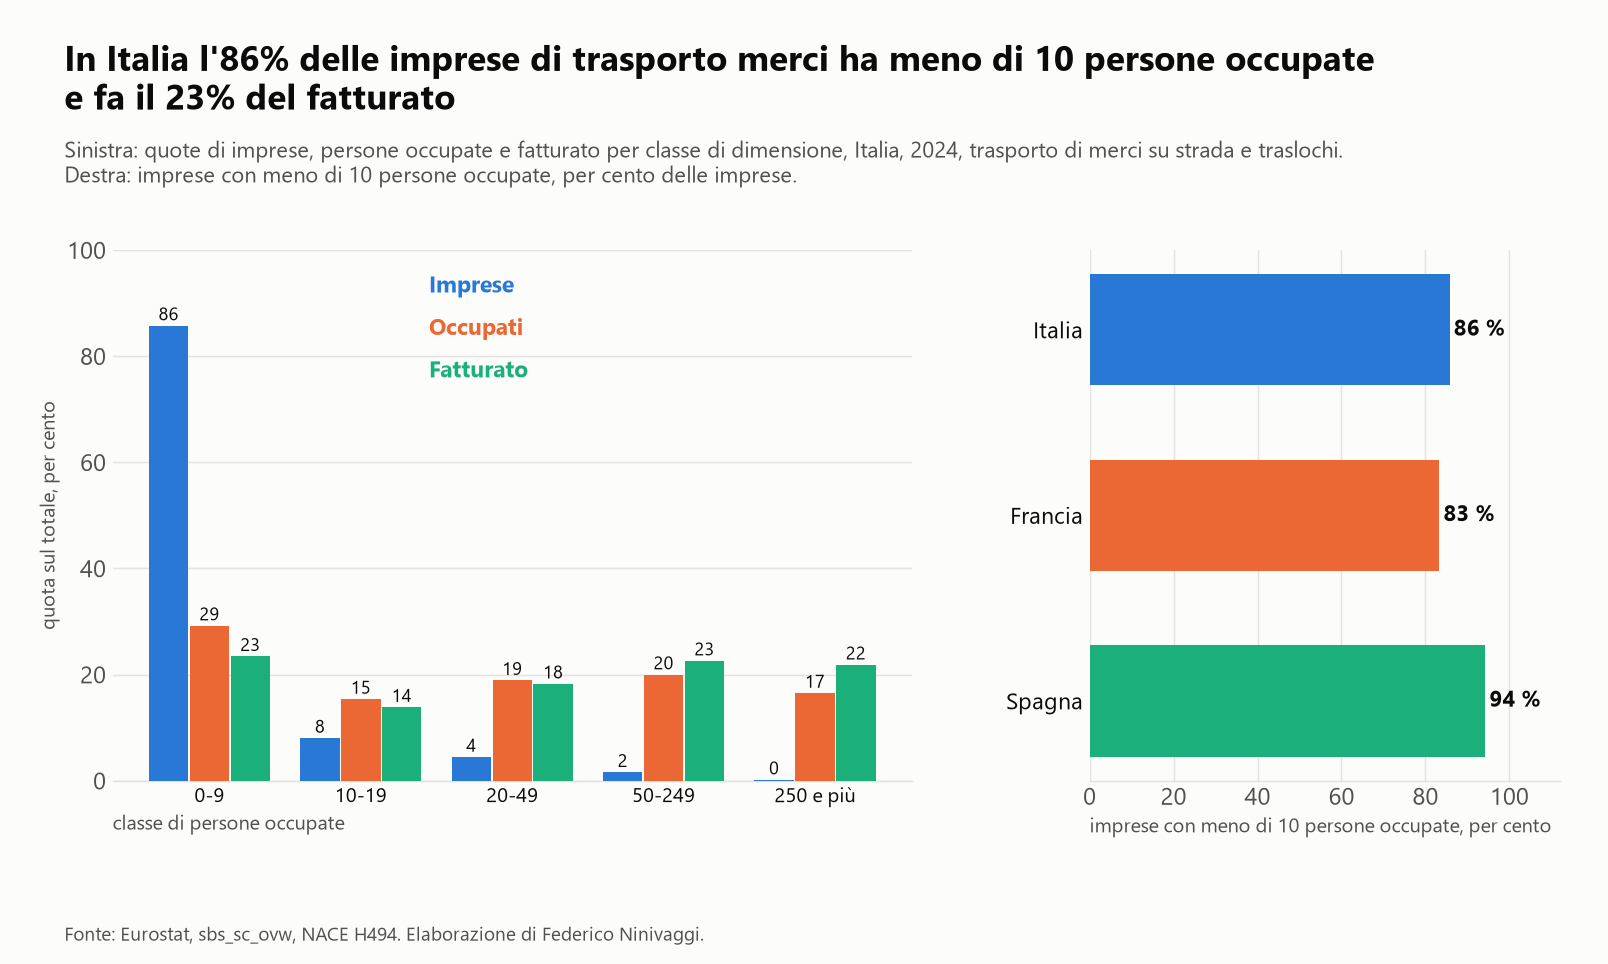 In Italia l'86% delle imprese di trasporto merci ha meno di 10 persone occupate
e fa il 23% del fatturato
Sinistra: quote di imprese, persone occupate e fatturato per classe di dimensione, Italia, 2024, trasporto di merci su strada e traslochi.
Destra: imprese con meno di 10 persone occupate, per cento delle imprese.
quota sul totale, per cento
100
80
60
40
20
0
Imprese
Occupati
Fatturato
86
29
23
8
15
14
4
19
18
2
20
23
0
17
22
0-9
10-19
20-49
50-249
250 e più
classe di persone occupate
Italia
86 %
Francia
83 %
Spagna
94 %
0
20
40
60
80
100
imprese con meno di 10 persone occupate, per cento
Fonte: Eurostat, sbs_sc_ovw, NACE H494. Elaborazione di Federico Ninivaggi.